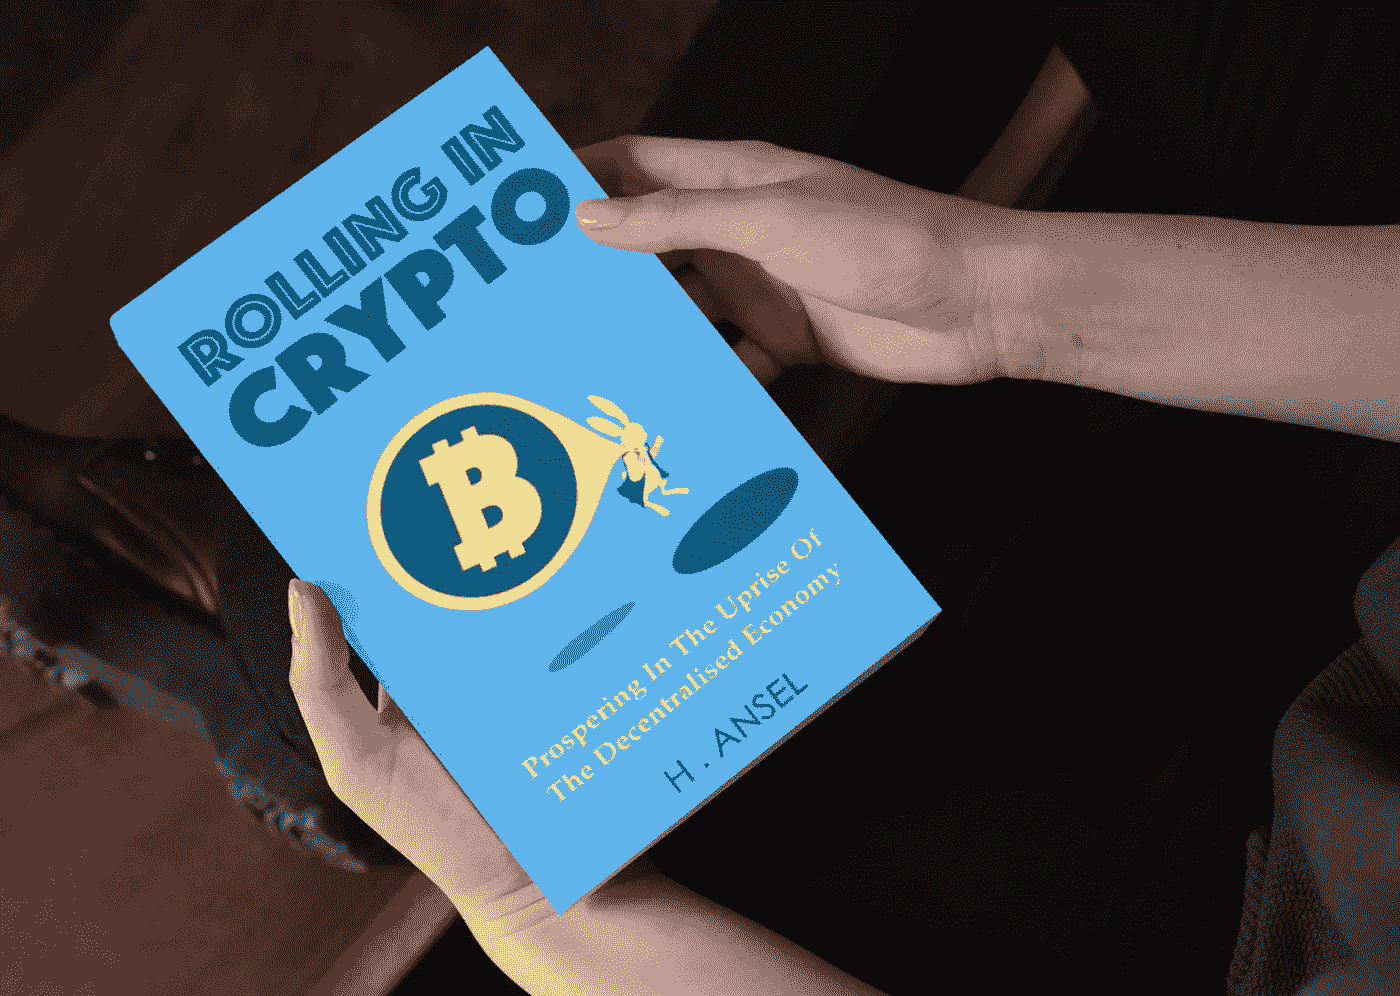 ROLLING IN
CRYPTO
Prospering In The Uprise Of
The Decentralised Economy
H . ANSEL